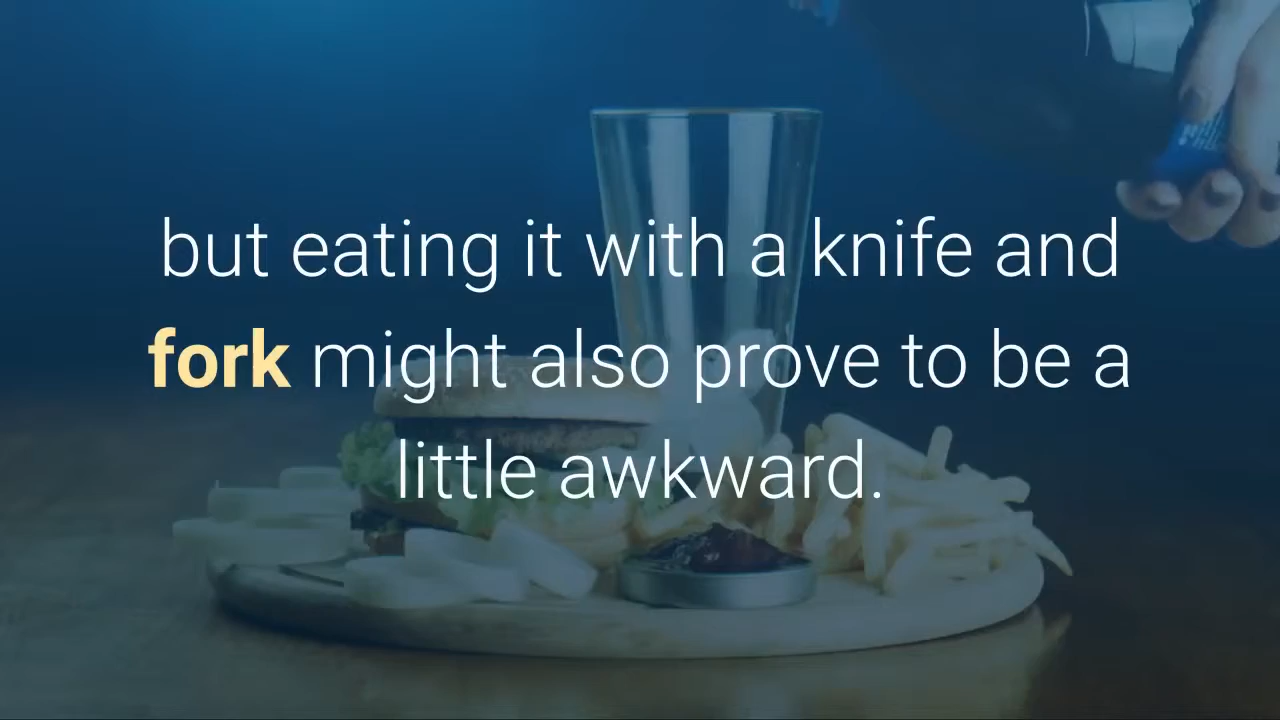 but eating it with a knife and
fork might also prove to be a
little awkward.